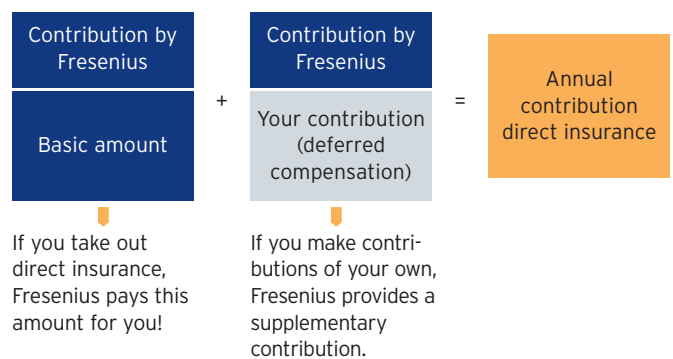 Contribution by
Fresenius
Basic amount
+
Contribution by
Fresenius
Your contribution
(deferred
compensation)
=
Annual
contribution
direct insurance
If you take out
direct insurance,
Fresenius pays this
amount for you!
If you make contri-
butions of your own,
Fresenius provides a
supplementary
contribution.